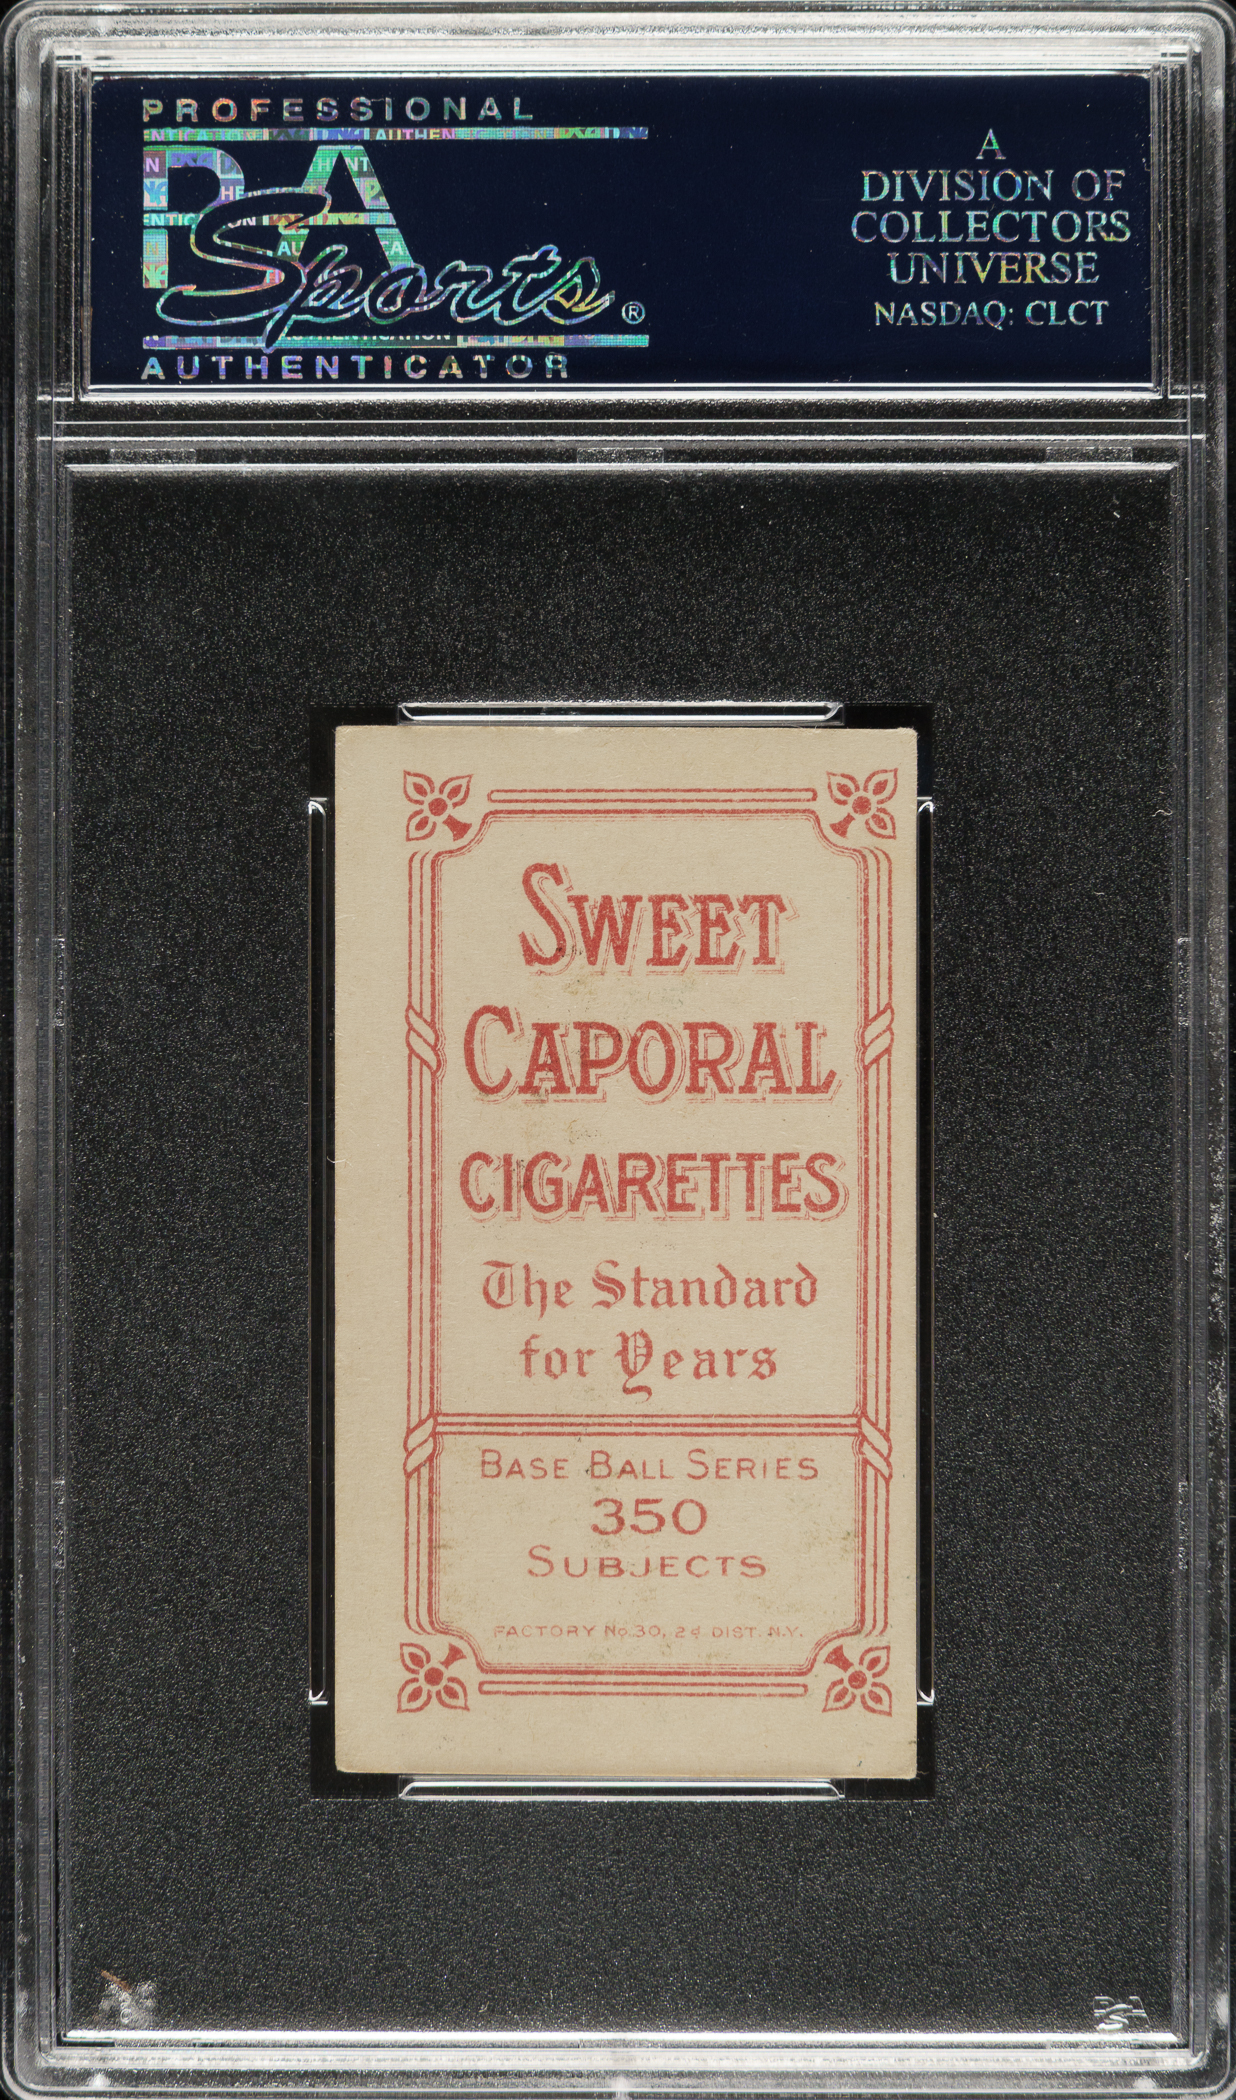 PROFESSIONAL
PSA
Sports®
AUTHENTICATOR
A
DIVISION OF
COLLECTORS
UNIVERSE
NASDAQ: CLCT
SWEET
CAPORAL
CIGARETTES
The Standard
for Years
BASE BALL SERIES
350
SUBJECTS
FACTORY No 30, 2d DIST. N.Y.
PSA